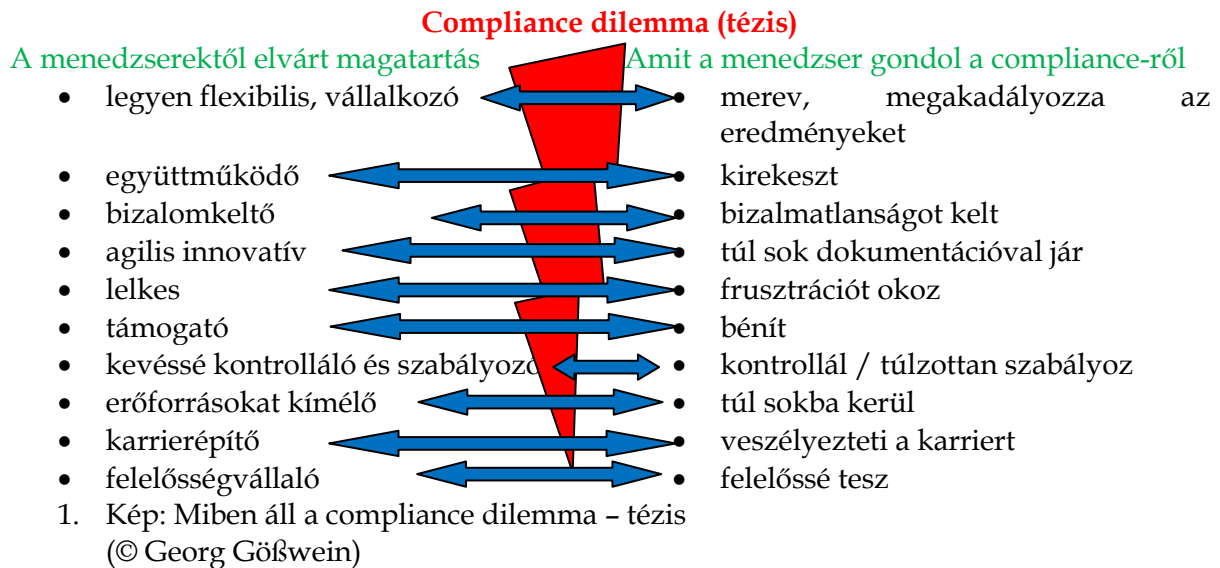 Compliance dilemma (tézis)
A menedzserektől elvárt magatartás Amit a menedzser gondol a compliance-ről
• legyen flexibilis, vállalkozó • merev, megakadályozza az
eredményeket
• együttműködő • kirekeszt
• bizalomkeltő • bizalmatlanságot kelt
• agilis innovatív • túl sok dokumentációval jár
• lelkes • frusztrációt okoz
• támogató • bénít
• kevéssé kontrolláló és szabályozó • kontrollál / túlzottan szabályoz
• erőforrásokat kímélő • túl sokba kerül
• karrierépítő • veszélyezteti a karriert
• felelősségvállaló • felelőssé tesz
1. Kép: Miben áll a compliance dilemma – tézis
(© Georg Gößwein)